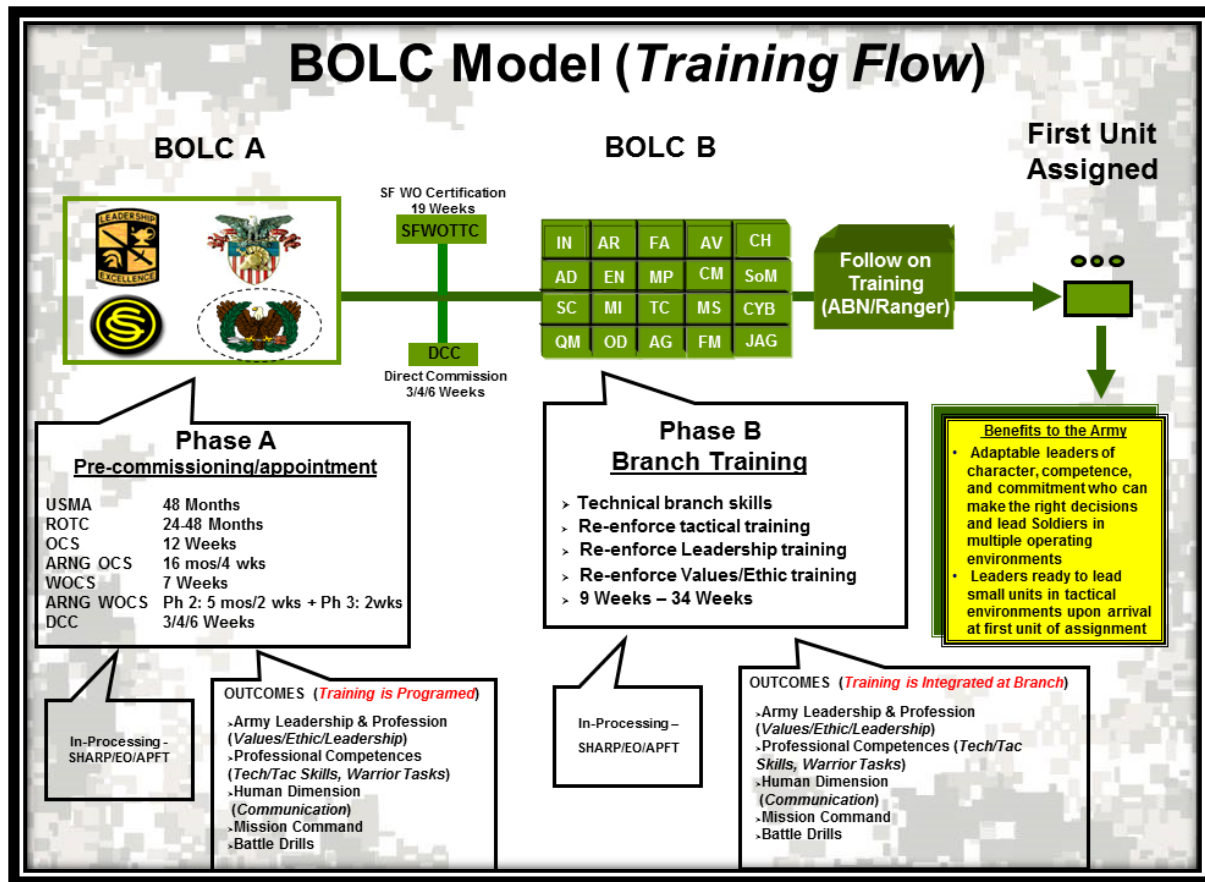 BOLC Model (Training Flow)
BOLC A
BOLC B
First Unit
Assigned
LEADERSHIP
EXCELLENCE
OCS
SF WO Certification
19 Weeks
SFWOTTC
DCC
Direct Commission
3/4/6 Weeks
IN AR FA AV CH
AD EN MP CM SoM
SC MI TC MS CYB
QM OD AG FM JAG
Follow on
Training
(ABN/Ranger)
Phase A
Pre-commissioning/appointment
USMA 48 Months
ROTC 24-48 Months
OCS 12 Weeks
ARNG OCS 16 mos/4 wks
WOCS 7 Weeks
ARNG WOCS Ph 2: 5 mos/2 wks + Ph 3: 2wks
DCC 3/4/6 Weeks
Phase B
Branch Training
➢ Technical branch skills
➢ Re-enforce tactical training
➢ Re-enforce Leadership training
➢ Re-enforce Values/Ethic training
➢ 9 Weeks – 34 Weeks
Benefits to the Army
• Adaptable leaders of
character, competence,
and commitment who can
make the right decisions
and lead Soldiers in
multiple operating
environments
• Leaders ready to lead
small units in tactical
environments upon arrival
at first unit of assignment
In-Processing -
SHARP/EO/APFT
OUTCOMES (Training is Programed)
➢Army Leadership & Profession
(Values/Ethic/Leadership)
➢Professional Competences
(Tech/Tac Skills, Warrior Tasks)
➢Human Dimension
(Communication)
➢Mission Command
➢Battle Drills
In-Processing –
SHARP/EO/APFT
OUTCOMES (Training is Integrated at Branch)
➢Army Leadership & Profession
(Values/Ethic/Leadership)
➢Professional Competences (Tech/Tac
Skills, Warrior Tasks)
➢Human Dimension
(Communication)
➢Mission Command
➢Battle Drills